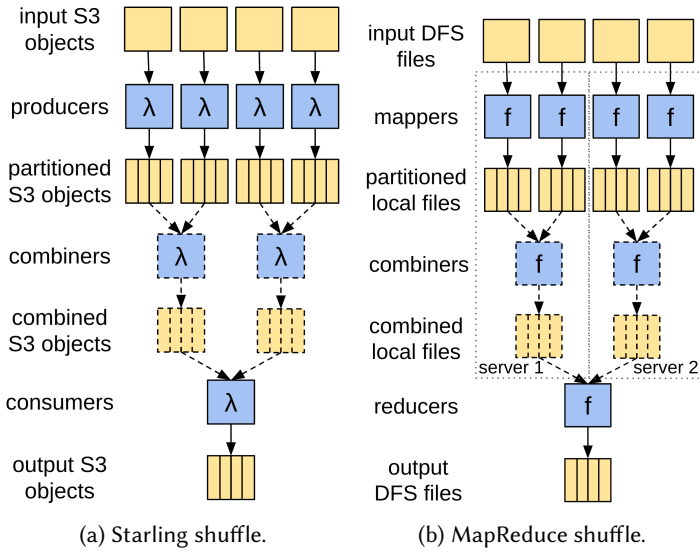 input S3
objects
producers
λ λ λ λ
partitioned
S3 objects
combiners
λ λ
combined
S3 objects
consumers
λ
output S3
objects
(a) Starling shuffle.
input DFS
files
mappers
f f f f
partitioned
local files
combiners
f f
combined
local files
server 1 server 2
reducers
f
output
DFS files
(b) MapReduce shuffle.